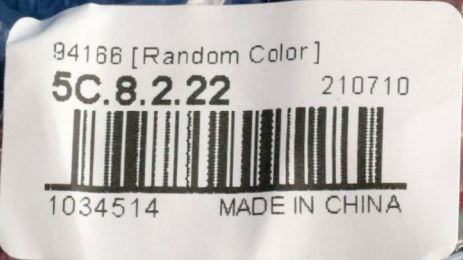 94166 [Random Color]
5C.8.2.22 210710
1034514 MADE IN CHINA